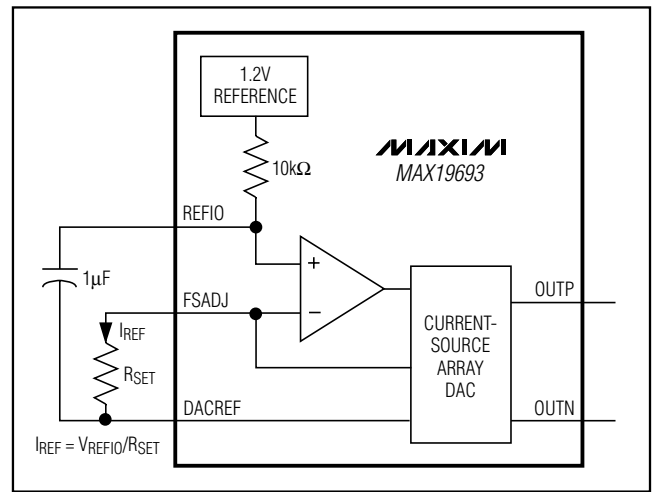 1.2V
REFERENCE
10kΩ
MAXIM
MAX19693
REFIO
+
1µF
FSADJ
−
OUTP
IREF
RSET
CURRENT-
SOURCE
ARRAY
DAC
DACREF
OUTN
IREF = VREFIO/RSET